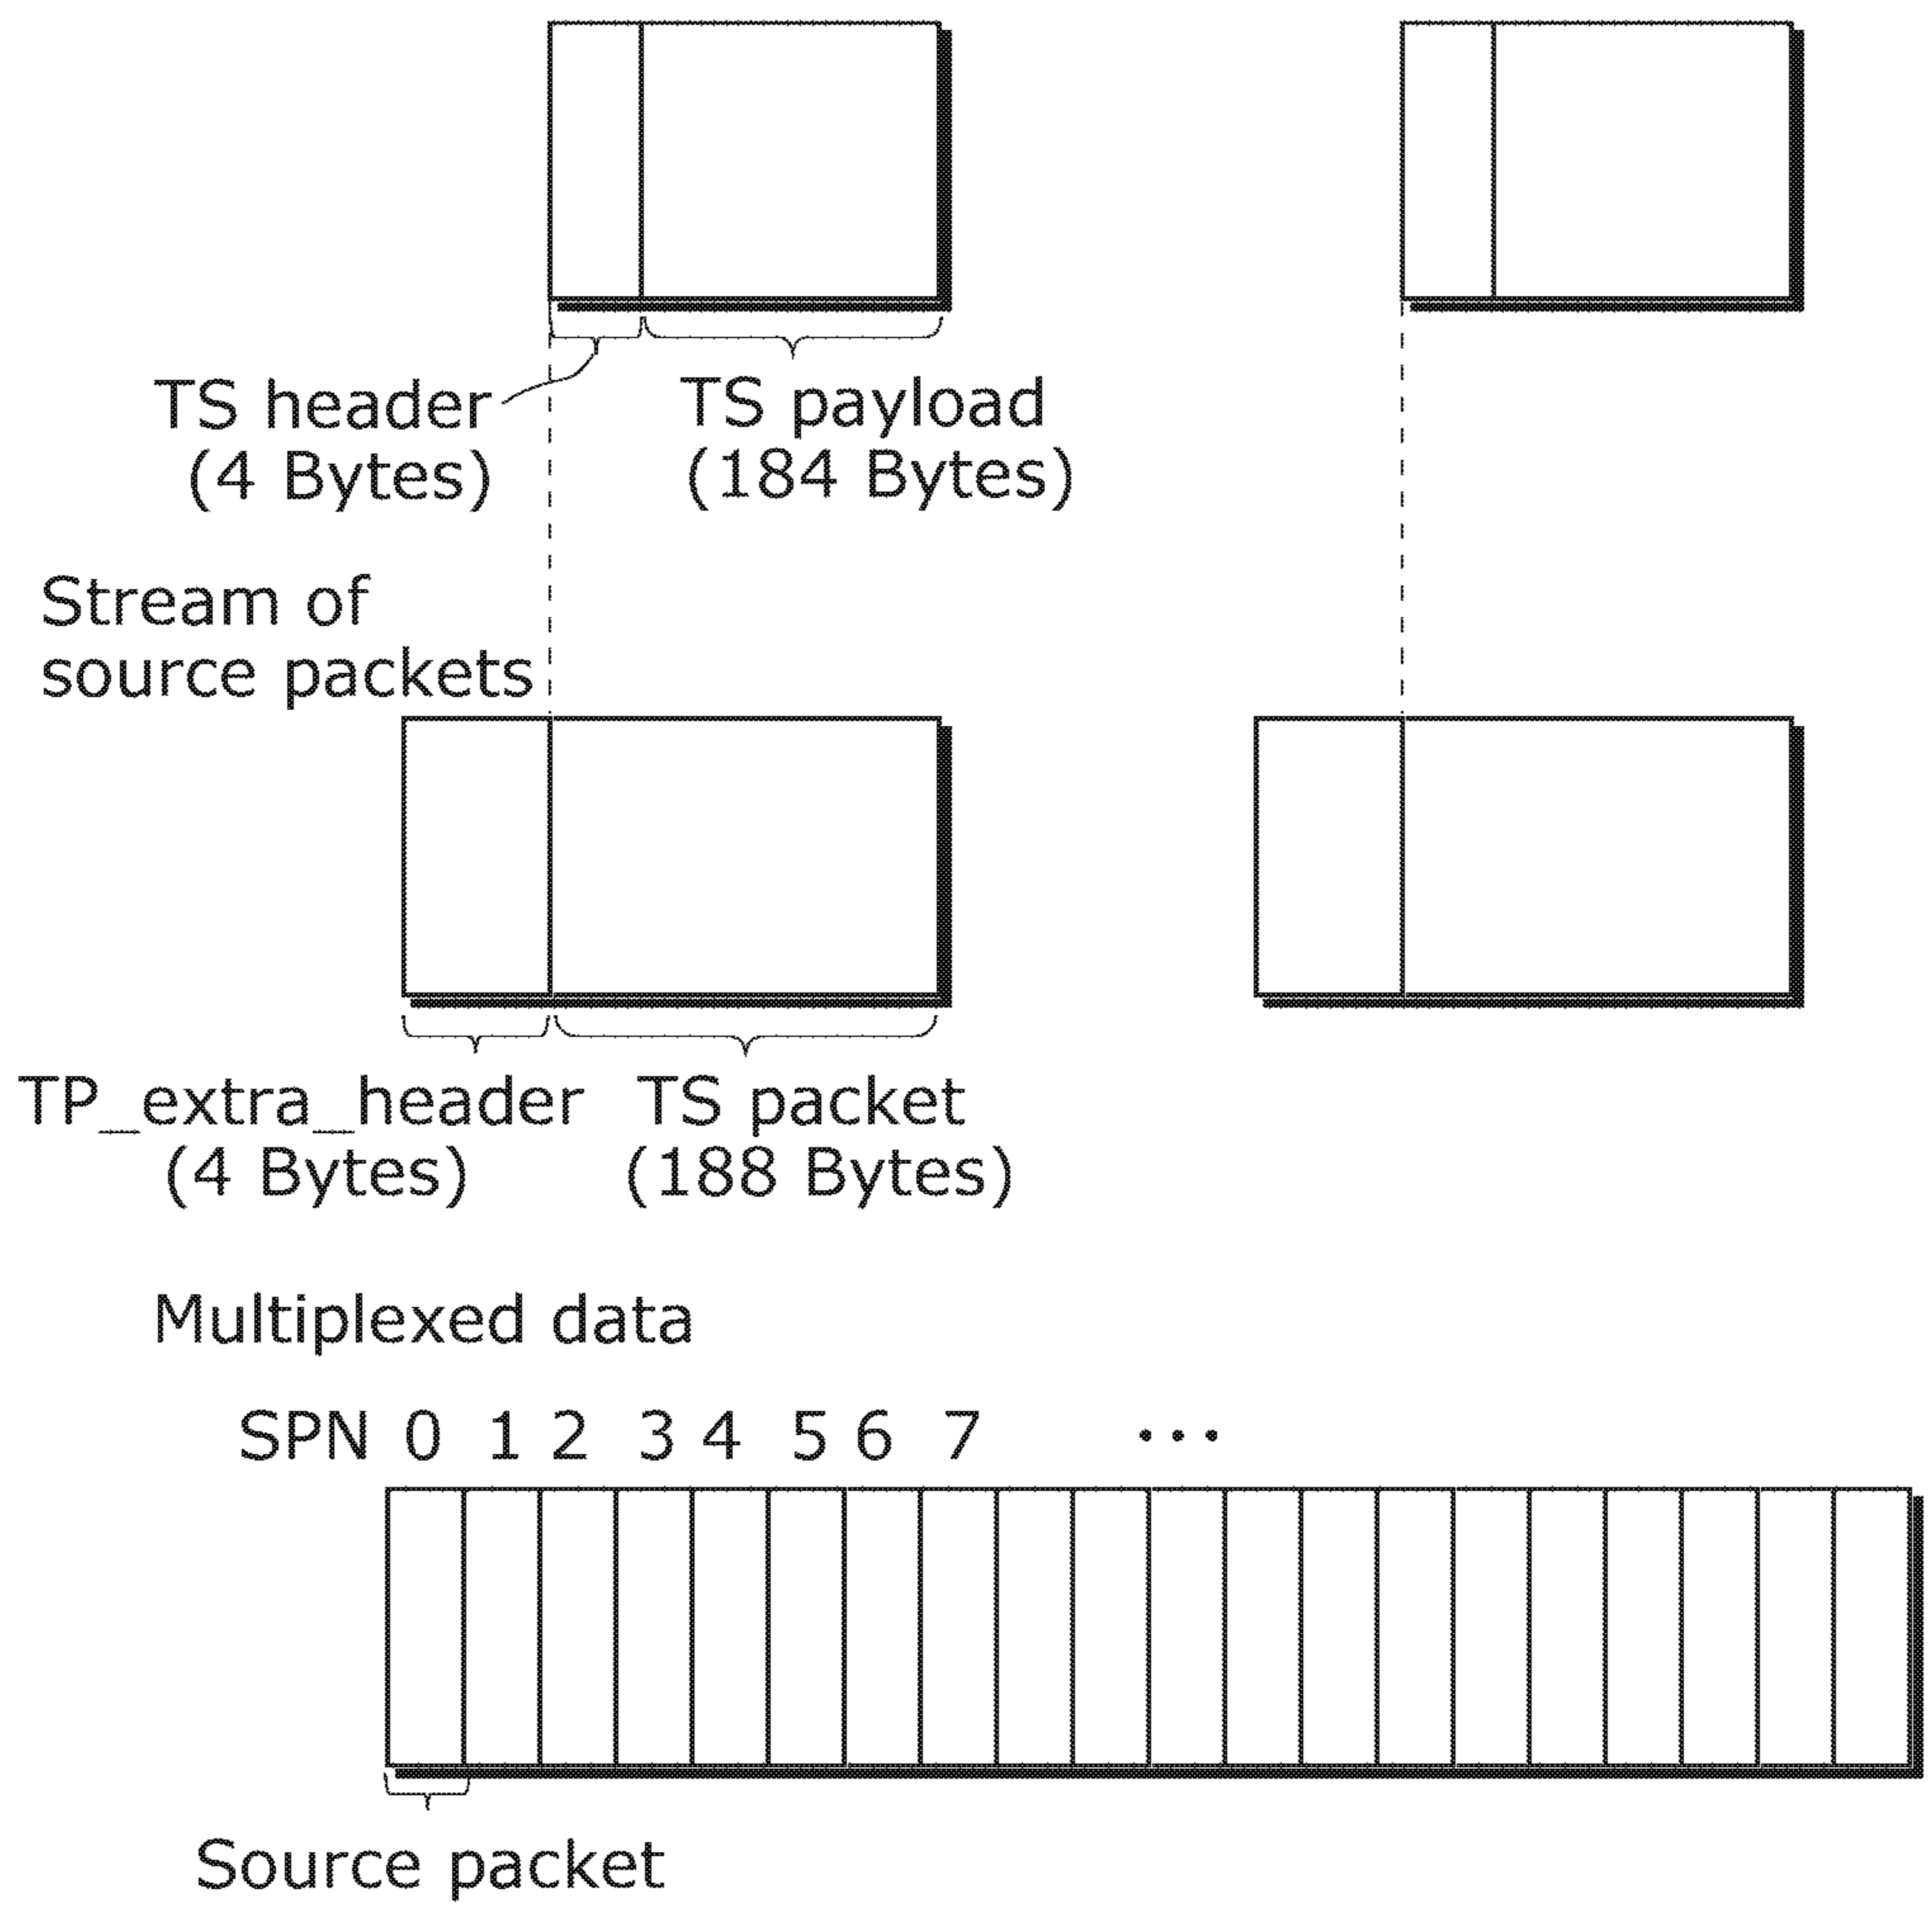 TS header
(4 Bytes)
TS payload
(184 Bytes)
Stream of
source packets
TP_extra_header
(4 Bytes)
TS packet
(188 Bytes)
Multiplexed data
SPN 0 1 2 3 4 5 6 7 ...
Source packet